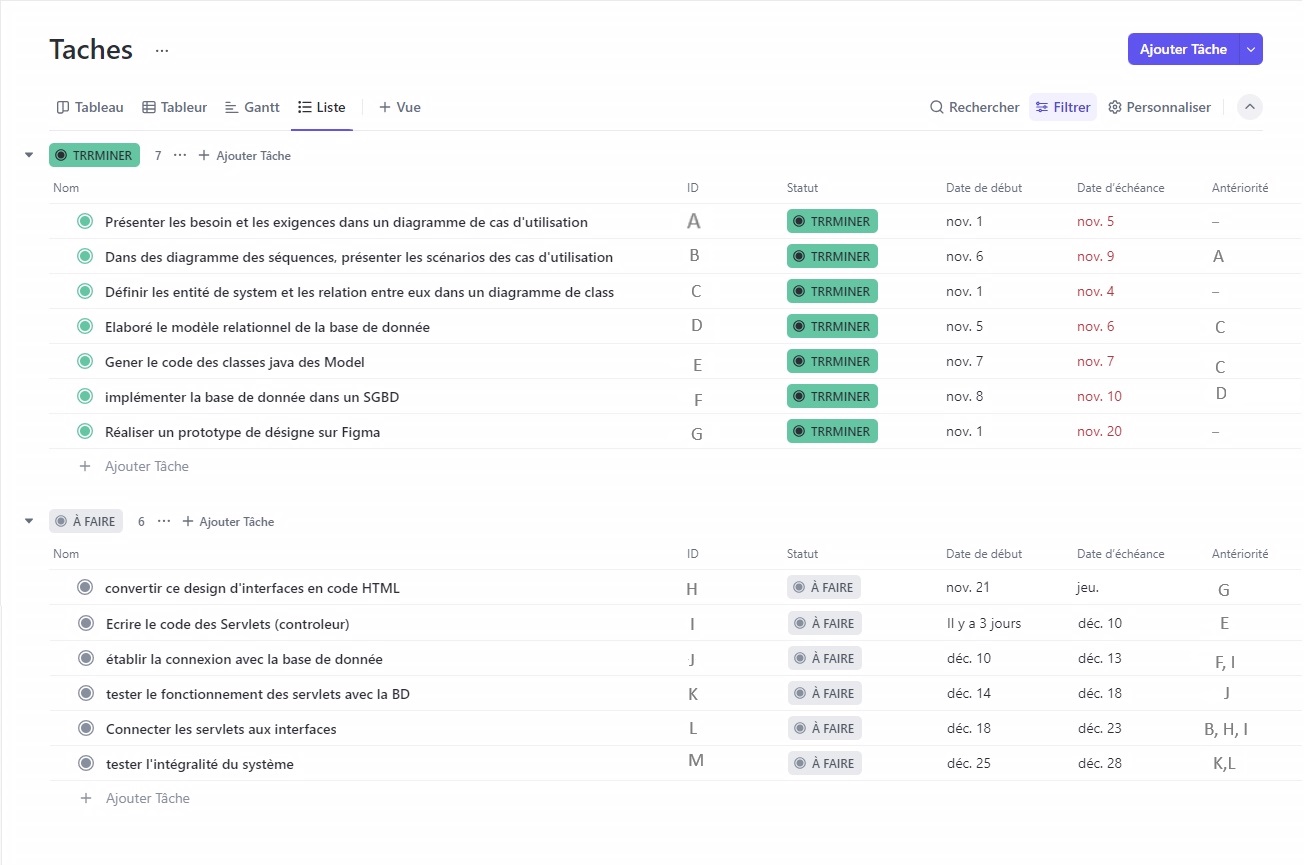 Taches ...
Ajouter Tâche
Tableau Tableur Gantt Liste + Vue Rechercher Filtrer Personnaliser
TRRMINER 7 ... + Ajouter Tâche
Nom ID Statut Date de début Date d'échéance Antériorité
Présenter les besoin et les exigences dans un diagramme de cas d'utilisation A TRRMINER nov. 1 nov. 5 –
Dans des diagramme des séquences, présenter les scénarios des cas d'utilisation B TRRMINER nov. 6 nov. 9 A
Définir les entité de system et les relation entre eux dans un diagramme de class C TRRMINER nov. 1 nov. 4 –
Elaboré le modèle relationnel de la base de donnée D TRRMINER nov. 5 nov. 6 C
Gener le code des classes java des Model E TRRMINER nov. 7 nov. 7 C
implémenter la base de donnée dans un SGBD F TRRMINER nov. 8 nov. 10 D
Réaliser un prototype de désigne sur Figma G TRRMINER nov. 1 nov. 20 –
+ Ajouter Tâche
À FAIRE 6 ... + Ajouter Tâche
Nom ID Statut Date de début Date d'échéance Antériorité
convertir ce design d'interfaces en code HTML H À FAIRE nov. 21 jeu. G
Ecrire le code des Servlets (controleur) I À FAIRE Il y a 3 jours déc. 10 E
établir la connexion avec la base de donnée J À FAIRE déc. 10 déc. 13 F, I
tester le fonctionnement des servlets avec la BD K À FAIRE déc. 14 déc. 18 J
Connecter les servlets aux interfaces L À FAIRE déc. 18 déc. 23 B, H, I
tester l'intégralité du système M À FAIRE déc. 25 déc. 28 K,L
+ Ajouter Tâche